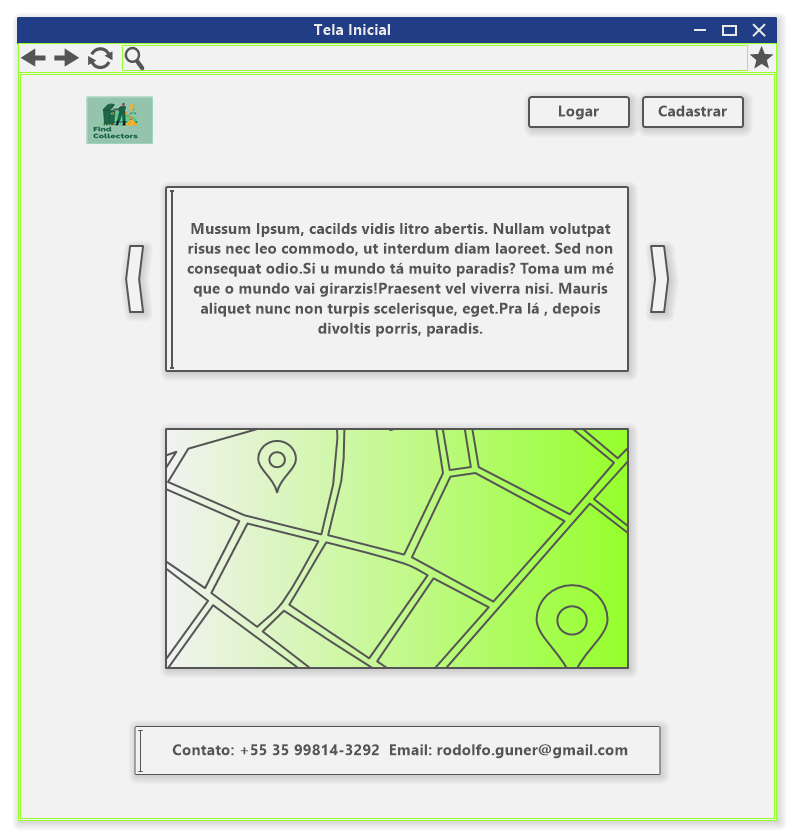 Tela Inicial
Find
Collectors
Logar
Cadastrar
Mussum Ipsum, cacilds vidis litro abertis. Nullam volutpat
risus nec leo commodo, ut interdum diam laoreet. Sed non
consequat odio.Si u mundo tá muito paradis? Toma um mé
que o mundo vai girarzis!Praesent vel viverra nisi. Mauris
aliquet nunc non turpis scelerisque, eget.Pra lá , depois
divoltis porris, paradis.
Contato: +55 35 99814-3292  Email: rodolfo.guner@gmail.com